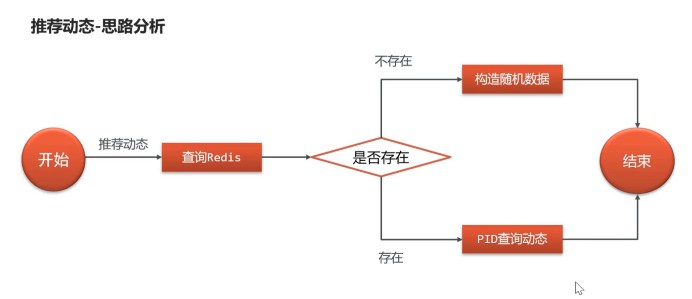 推荐动态-思路分析
不存在
构造随机数据
开始
推荐动态
查询Redis
是否存在
结束
PID查询动态
存在